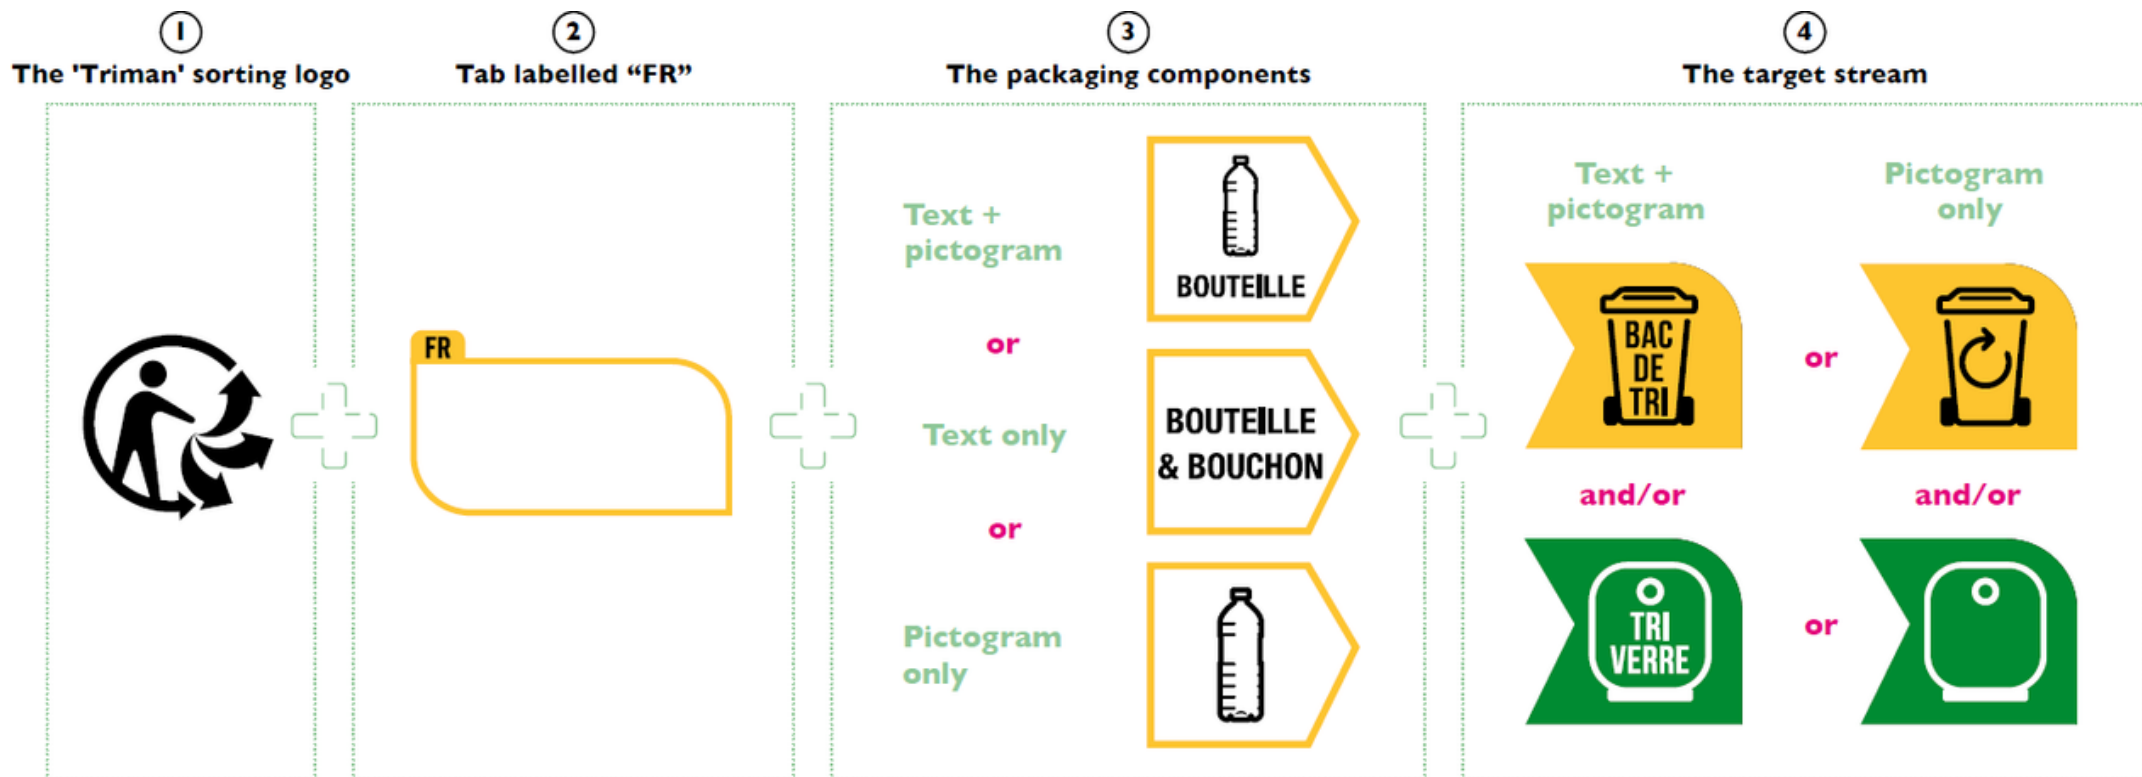 1
The 'Triman' sorting logo
2
Tab labelled “FR”
FR
3
The packaging components
Text +
pictogram
BOUTEILLE
or
Text only
BOUTEILLE
& BOUCHON
or
Pictogram
only
4
The target stream
Text +
pictogram
Pictogram
only
BAC
DE
TRI
or
and/or
and/or
TRI
VERRE
or